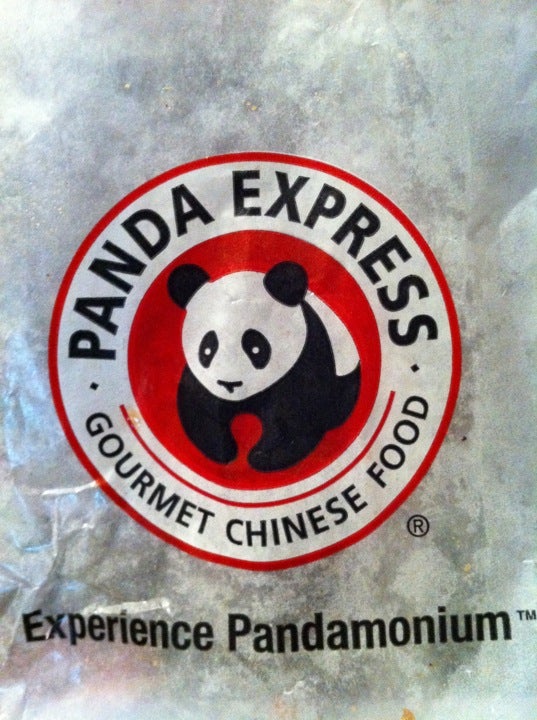 PANDA EXPRESS
· GOURMET CHINESE FOOD ·
®
Experience Pandamonium™